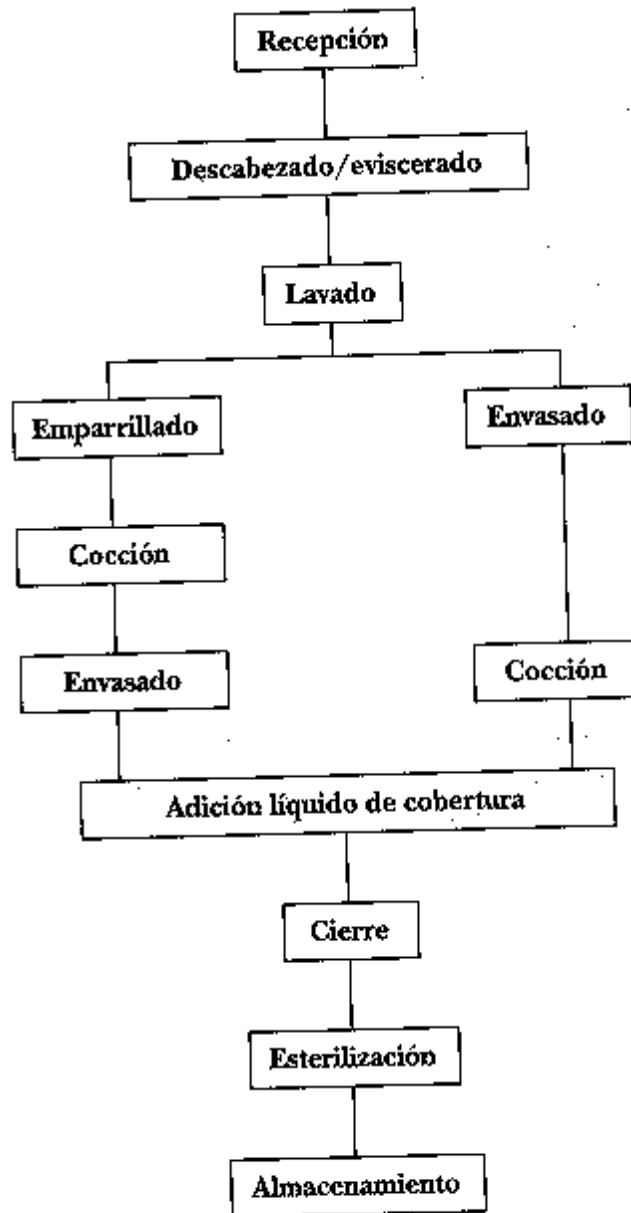 Recepción
Descabezado/eviscerado
Lavado
Emparrillado
Envasado
Cocción
Envasado
Cocción
Adición líquido de cobertura
Cierre
Esterilización
Almacenamiento